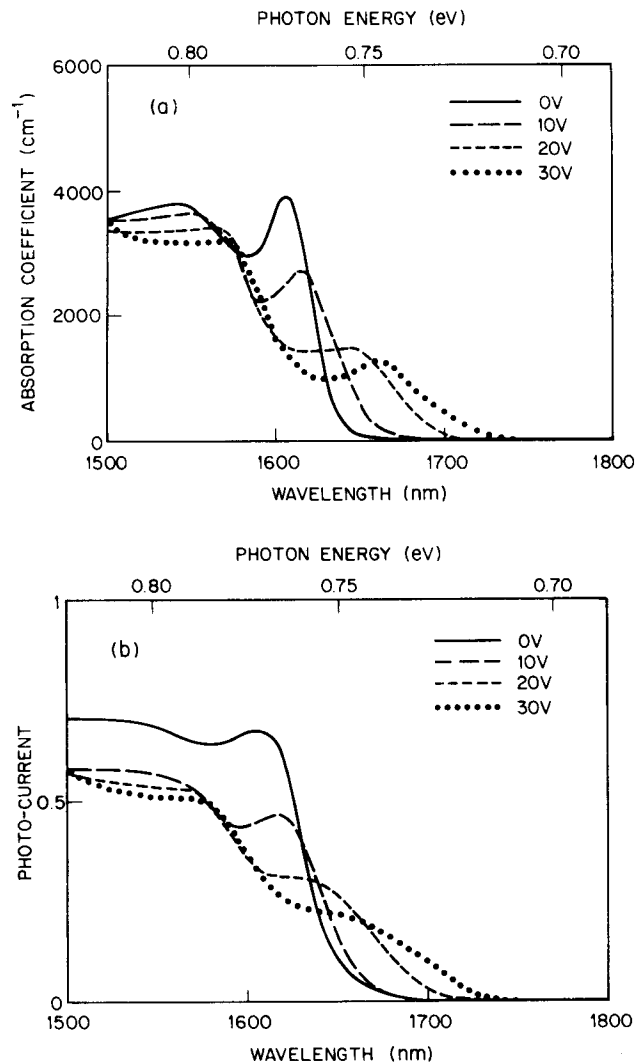 PHOTON ENERGY (eV)
0.80 0.75 0.70
6000
4000
2000
0
ABSORPTION COEFFICIENT (cm⁻¹)
(a)
0V
10V
20V
30V
1500 1600 1700 1800
WAVELENGTH (nm)
PHOTON ENERGY (eV)
0.80 0.75 0.70
1
0.5
0
PHOTO-CURRENT
(b)
0V
10V
20V
30V
1500 1600 1700 1800
WAVELENGTH (nm)